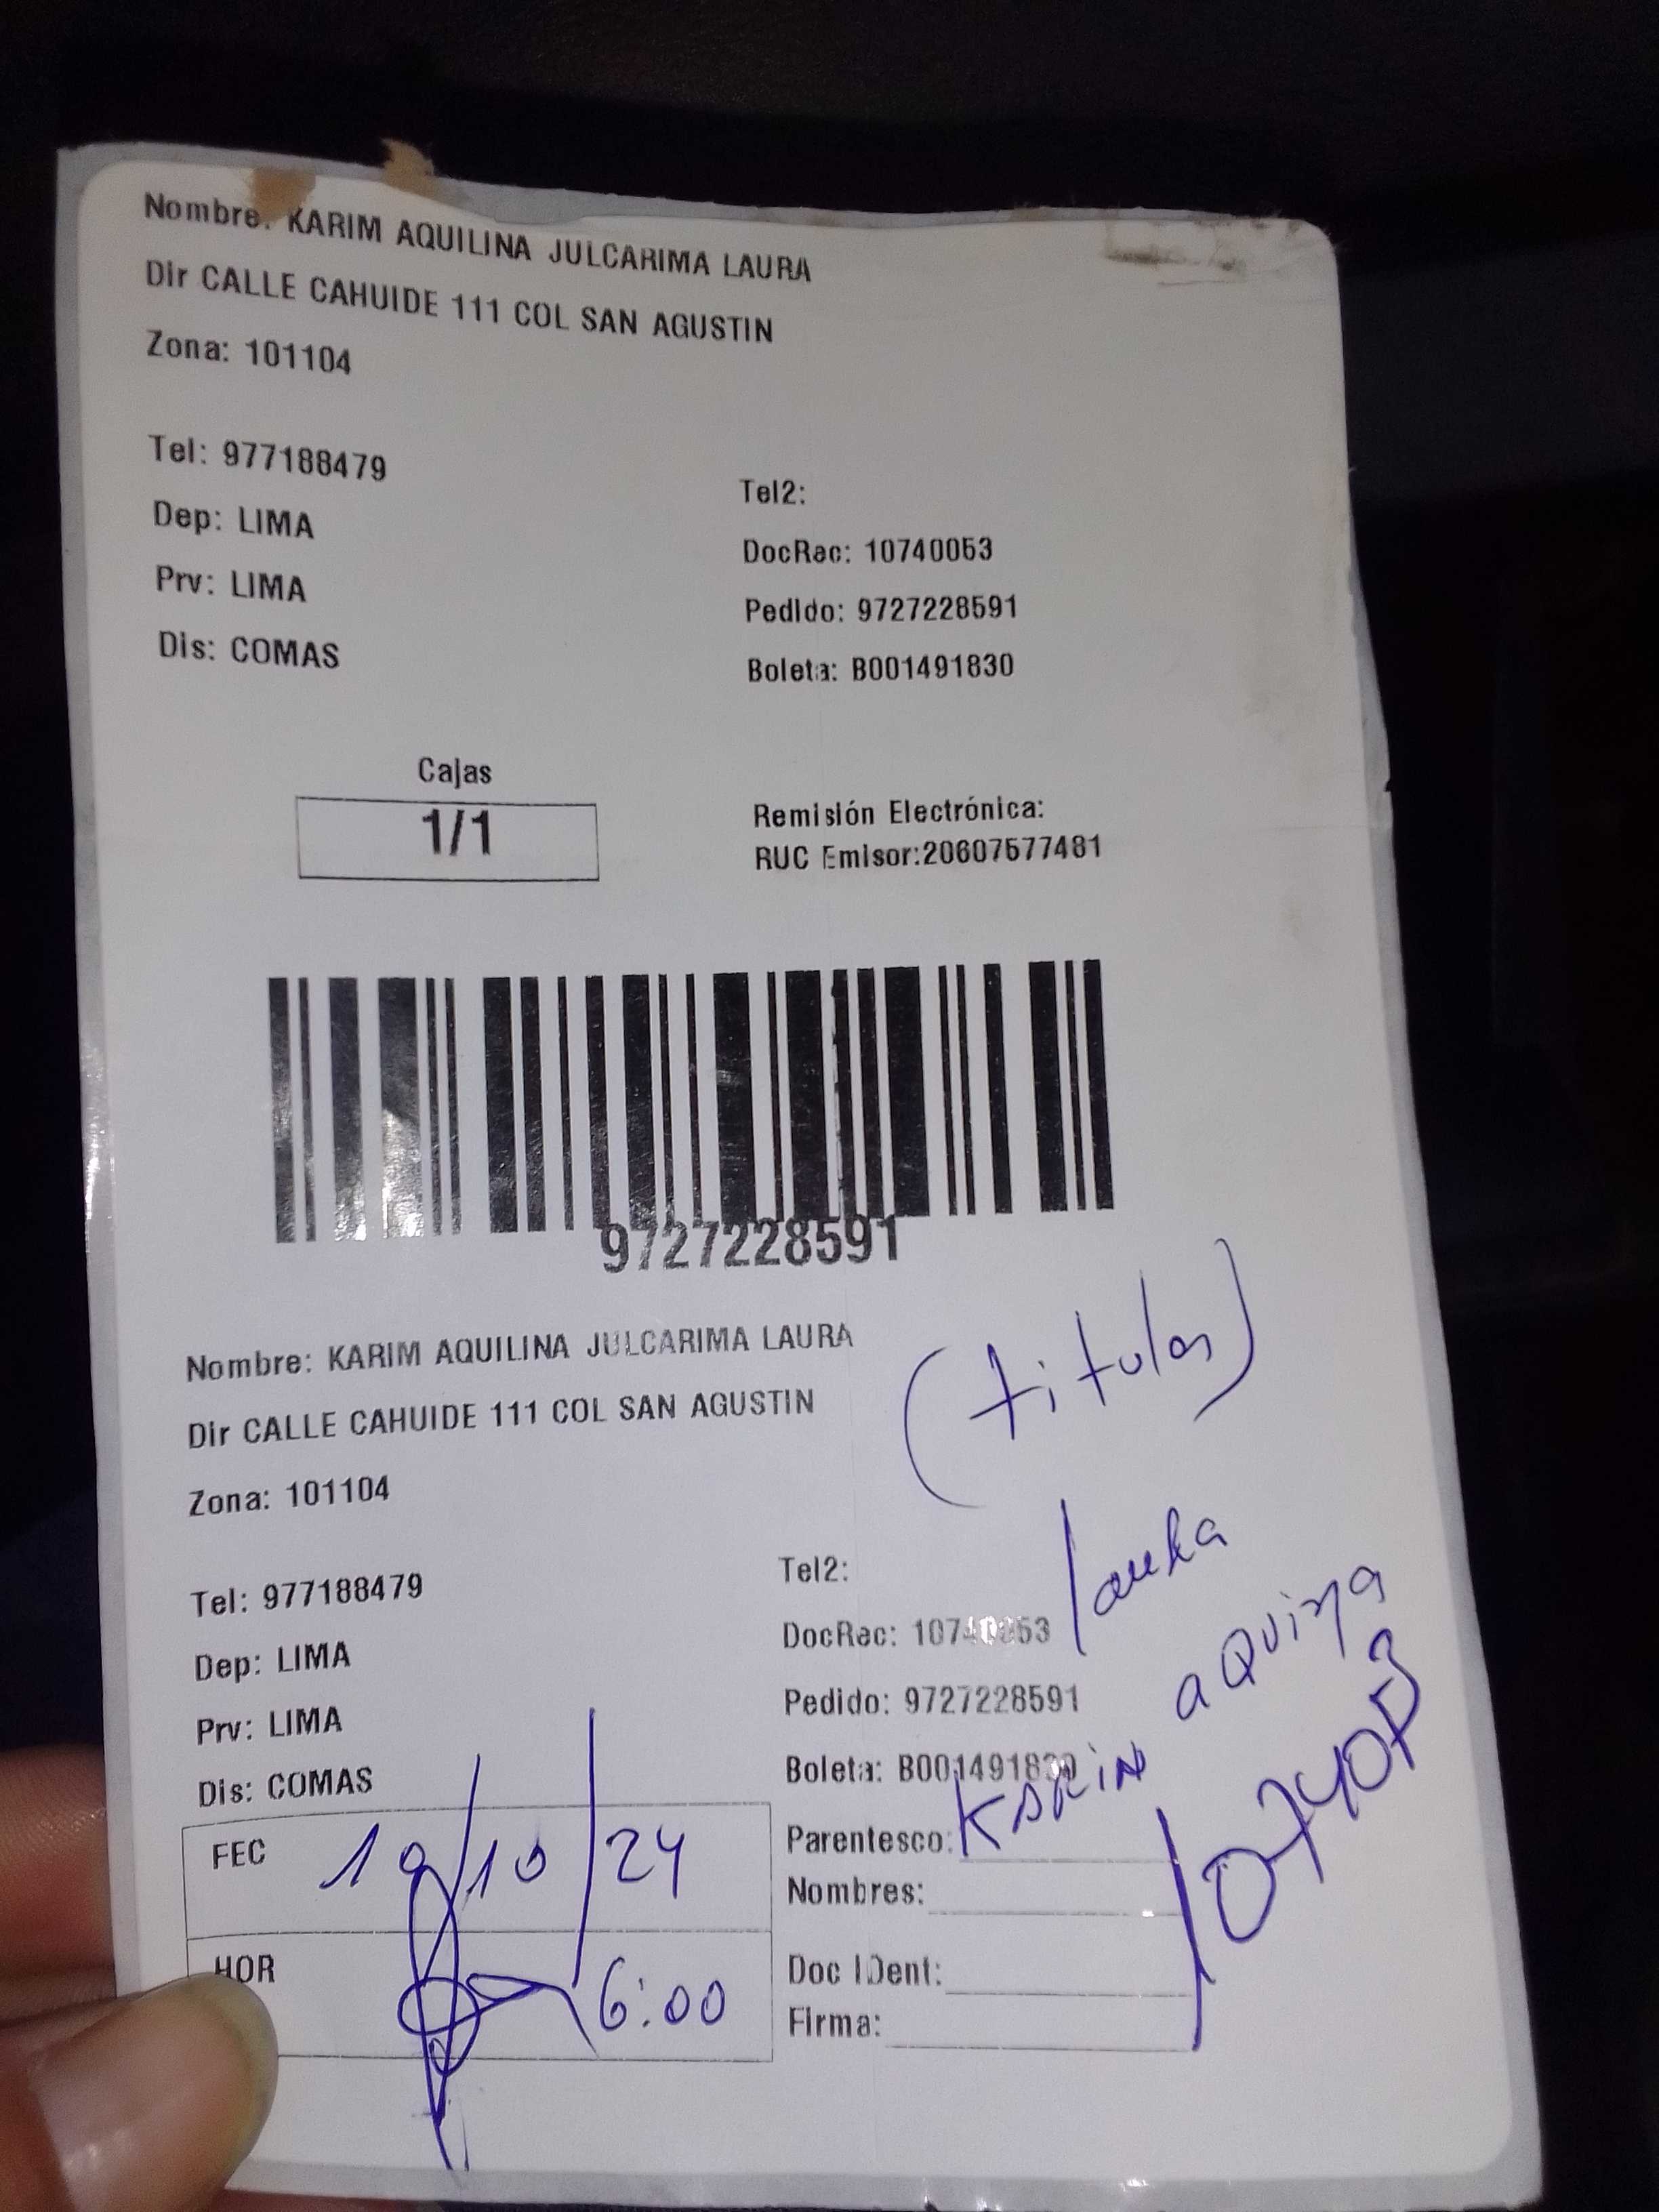 Nombre: KARIM AQUILINA JULCARIMA LAURA
Dir CALLE CAHUIDE 111 COL SAN AGUSTIN
Zona: 101104
Tel: 977188479
Dep: LIMA
Prv: LIMA
Dis: COMAS
Tel2:
DocRac: 10740053
Pedido: 9727228591
Boleta: B001491830
Cajas
1/1
Remisión Electrónica:
RUC Emisor:20607577481
9727228591
Nombre: KARIM AQUILINA JULCARIMA LAURA
Dir CALLE CAHUIDE 111 COL SAN AGUSTIN
Zona: 101104
(titular)
Tel: 977188479
Dep: LIMA
Prv: LIMA
Dis: COMAS
Tel2:
DocRac: 10740053
Pedido: 9727228591
Boleta: B001491830
Parentesco:
Nombres:
Doc IDent:
Firma:
KARIN
laura
FEC 19/10/24
HOR 6:00